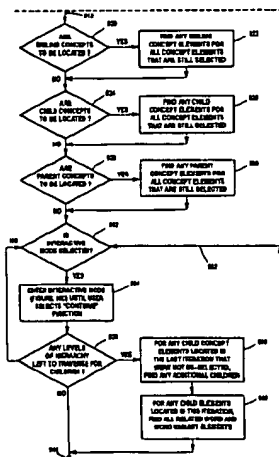 ARE
SIBLING CONCEPTS
TO BE LOCATED ?
YES
FIND ANY SIBLING
CONCEPT ELEMENTS FOR
ALL CONCEPT ELEMENTS
THAT ARE STILL SELECTED
NO
ARE
CHILD CONCEPTS
TO BE LOCATED ?
YES
FIND ANY CHILD
CONCEPT ELEMENTS FOR
ALL CONCEPT ELEMENTS
THAT ARE STILL SELECTED
NO
ARE
PARENT CONCEPTS
TO BE LOCATED ?
YES
FIND ANY PARENT
CONCEPT ELEMENTS FOR
ALL CONCEPT ELEMENTS
THAT ARE STILL SELECTED
NO
IS
INTERACTIVE
MODE SELECTED?
NO
YES
ENTER INTERACTIVE MODE
UNTIL USER
SELECTS "CONTINUE"
FUNCTION
ANY LEVELS
OF HIERARCHY
LEFT TO TRAVERSE FOR
CHILDREN ?
YES
FOR ANY CHILD CONCEPT
ELEMENTS LOCATED IN
THE LAST ITERATION THAT
WERE NOT DE-SELECTED,
FIND ANY ADDITIONAL CHILDREN
NO
FOR ANY CHILD ELEMENTS
LOCATED IN THIS ITERATION,
FIND ALL RELATED WORD AND
WORD VARIANT ELEMENTS